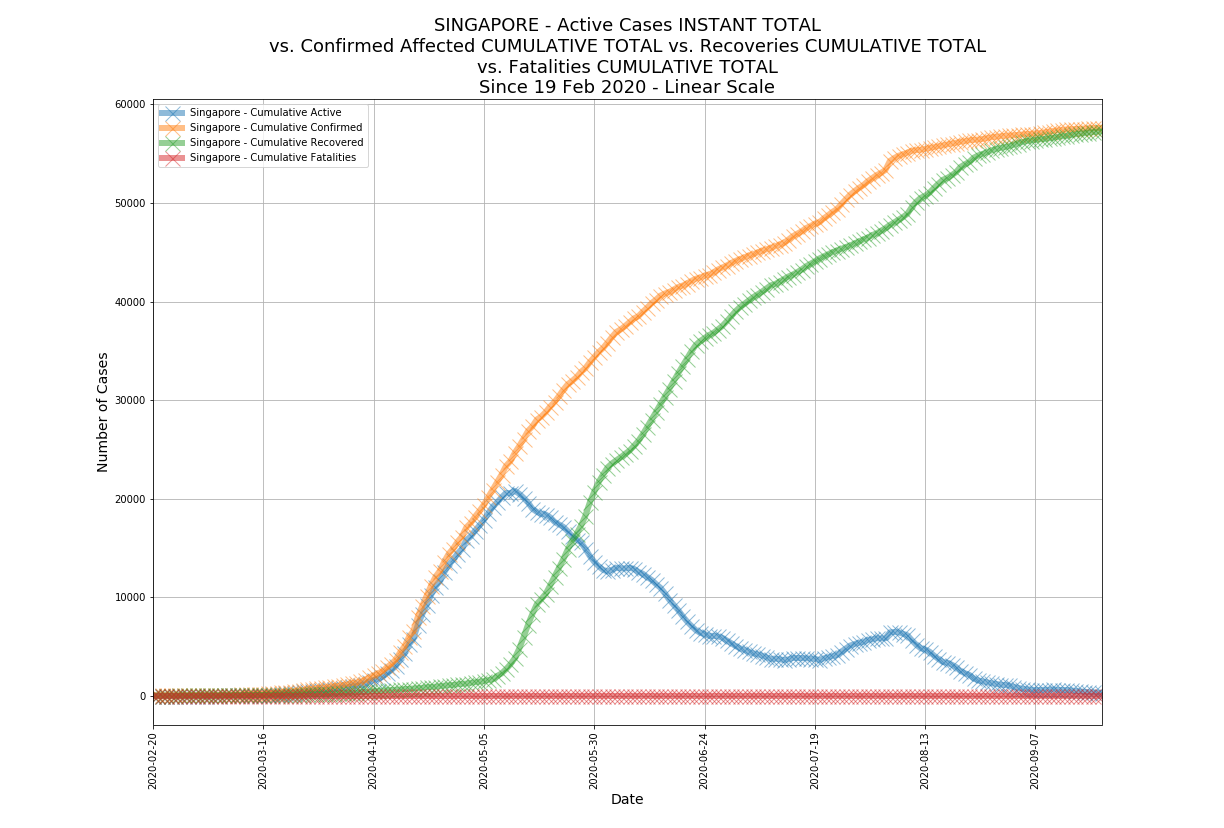 SINGAPORE - Active Cases INSTANT TOTAL
vs. Confirmed Affected CUMULATIVE TOTAL vs. Recoveries CUMULATIVE TOTAL
vs. Fatalities CUMULATIVE TOTAL
Since 19 Feb 2020 - Linear Scale
Singapore - Cumulative Active
Singapore - Cumulative Confirmed
Singapore - Cumulative Recovered
Singapore - Cumulative Fatalities
60000
50000
40000
30000
20000
10000
0
Number of Cases
2020-02-20
2020-03-16
2020-04-10
2020-05-05
2020-05-30
2020-06-24
2020-07-19
2020-08-13
2020-09-07
Date